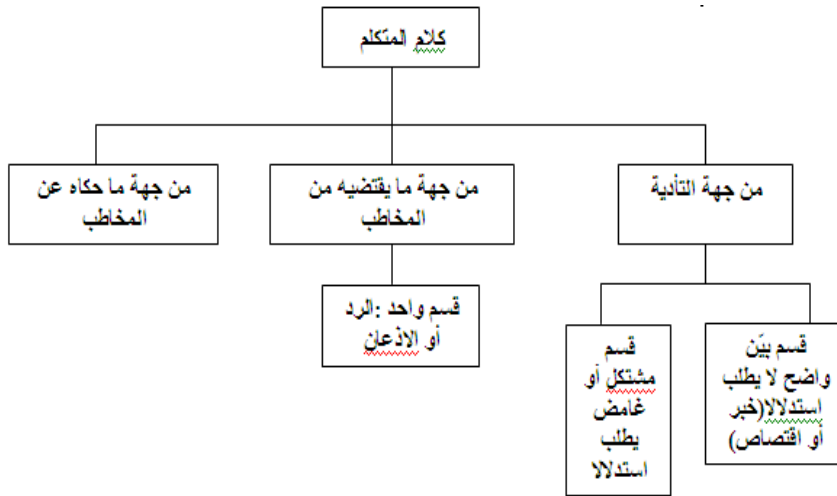 كلام المتكلم
من جهة التأدية
من جهة ما يقتضيه من
المخاطب
من جهة ما حكاه عن
المخاطب
قسم بيّن
واضح لا يطلب
استدلالا(خبر
أو اقتصاص)
قسم
مشتكل أو
غامض
يطلب
استدلالا
قسم واحد :الرد
أو الاذعان